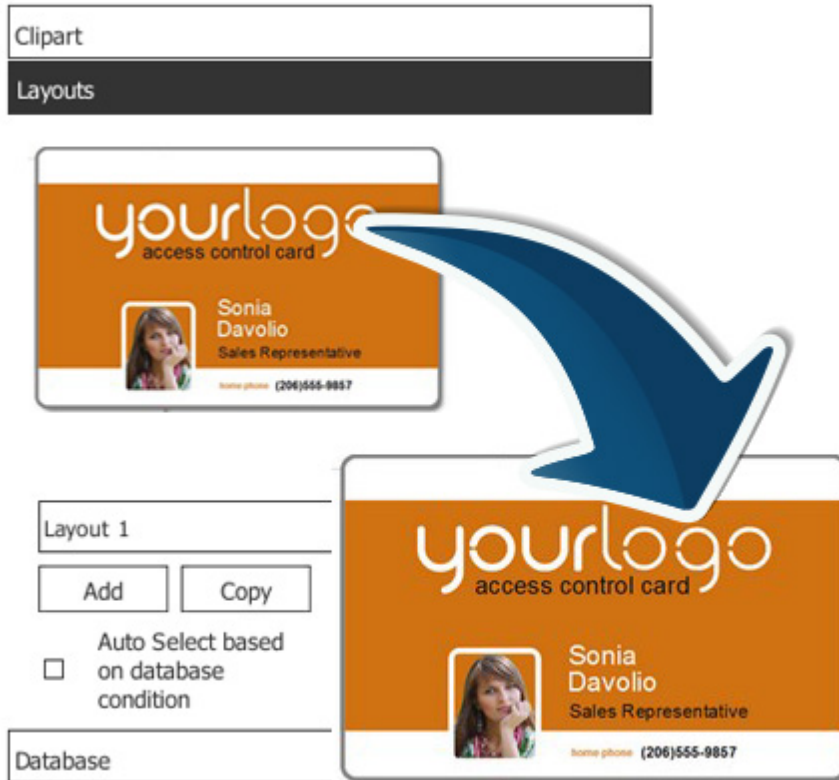 Clipart
Layouts
yourlogo
access control card
Sonia
Davolio
Sales Representative
home phone (206)555-9857
Layout 1
Add Copy
Auto Select based
on database
condition
Database
yourlogo
access control card
Sonia
Davolio
Sales Representative
home phone (206)555-9857